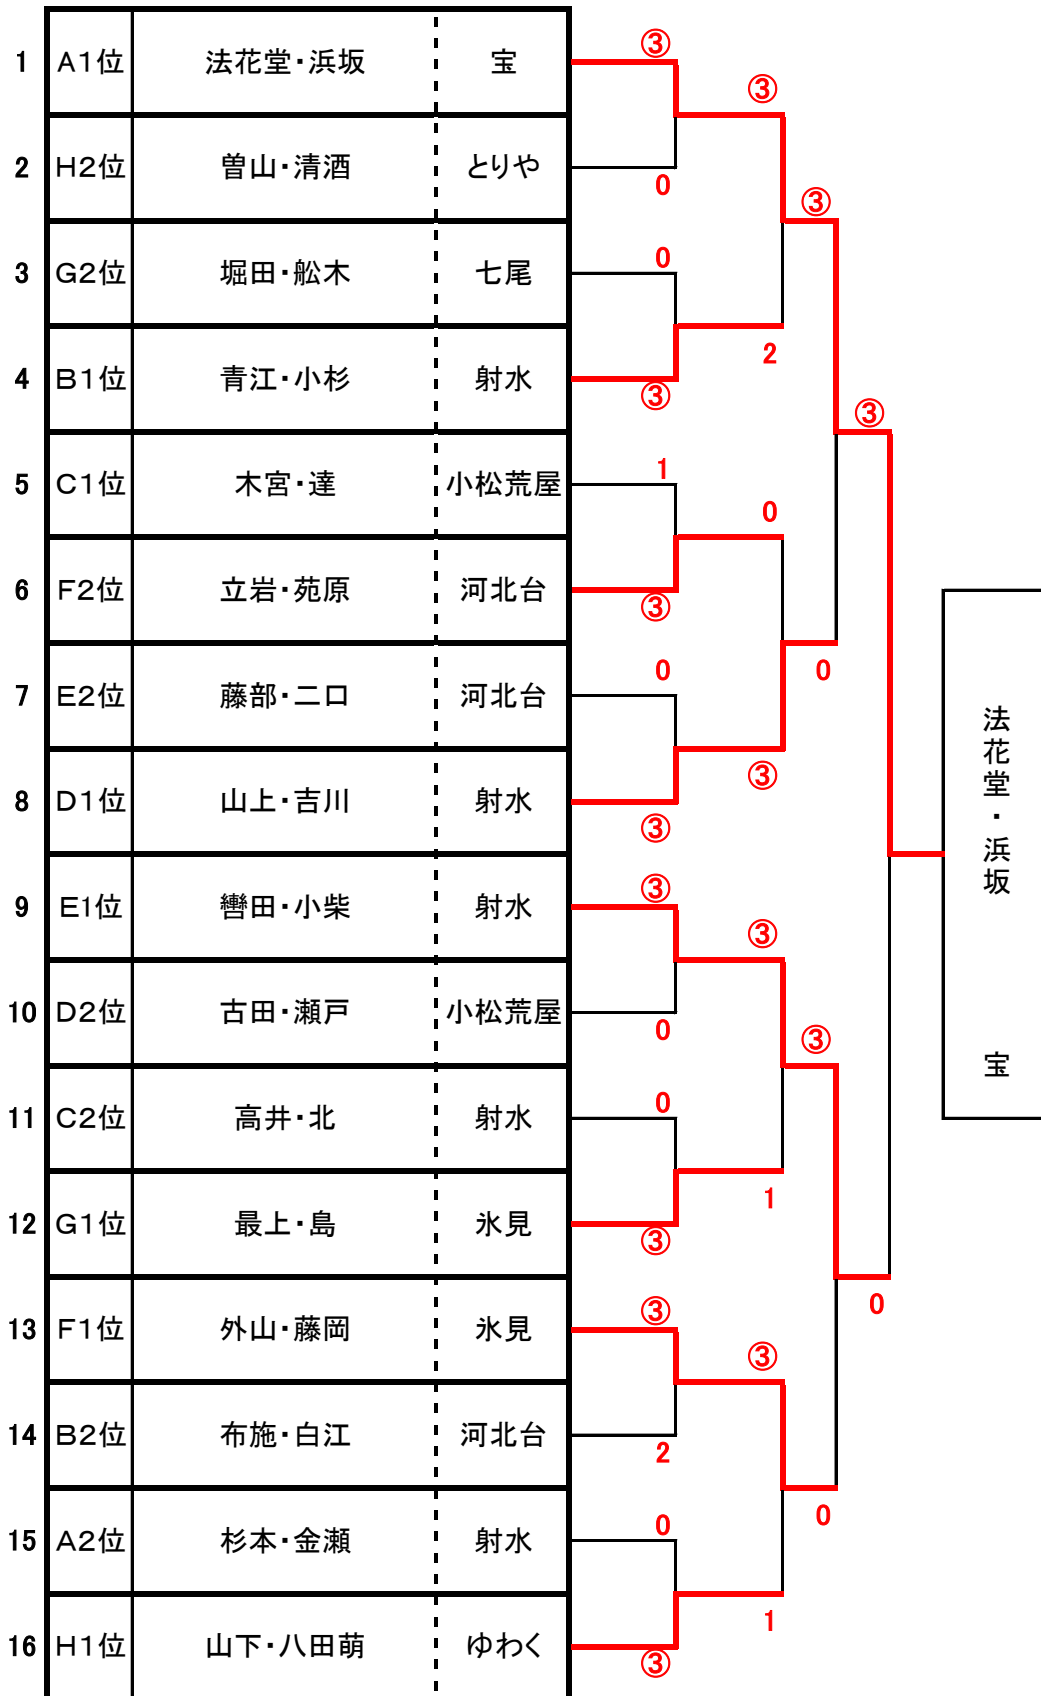 1 A1位 法花堂・浜坂 宝 ③
③
2 H2位 曽山・清酒 とりや 0
③
3 G2位 堀田・舩木 七尾 0
2
4 B1位 青江・小杉 射水 ③
③
5 C1位 木宮・達 小松荒屋 1
0
6 F2位 立岩・苑原 河北台 ③
0
7 E2位 藤部・二口 河北台 0
③
8 D1位 山上・吉川 射水 ③
法花堂・浜坂 宝
9 E1位 轡田・小柴 射水 ③
③
10 D2位 古田・瀬戸 小松荒屋 0
③
11 C2位 高井・北 射水 0
1
12 G1位 最上・島 氷見 ③
0
13 F1位 外山・藤岡 氷見 ③
③
14 B2位 布施・白江 河北台 2
0
15 A2位 杉本・金瀬 射水 0
1
16 H1位 山下・八田萌 ゆわく ③